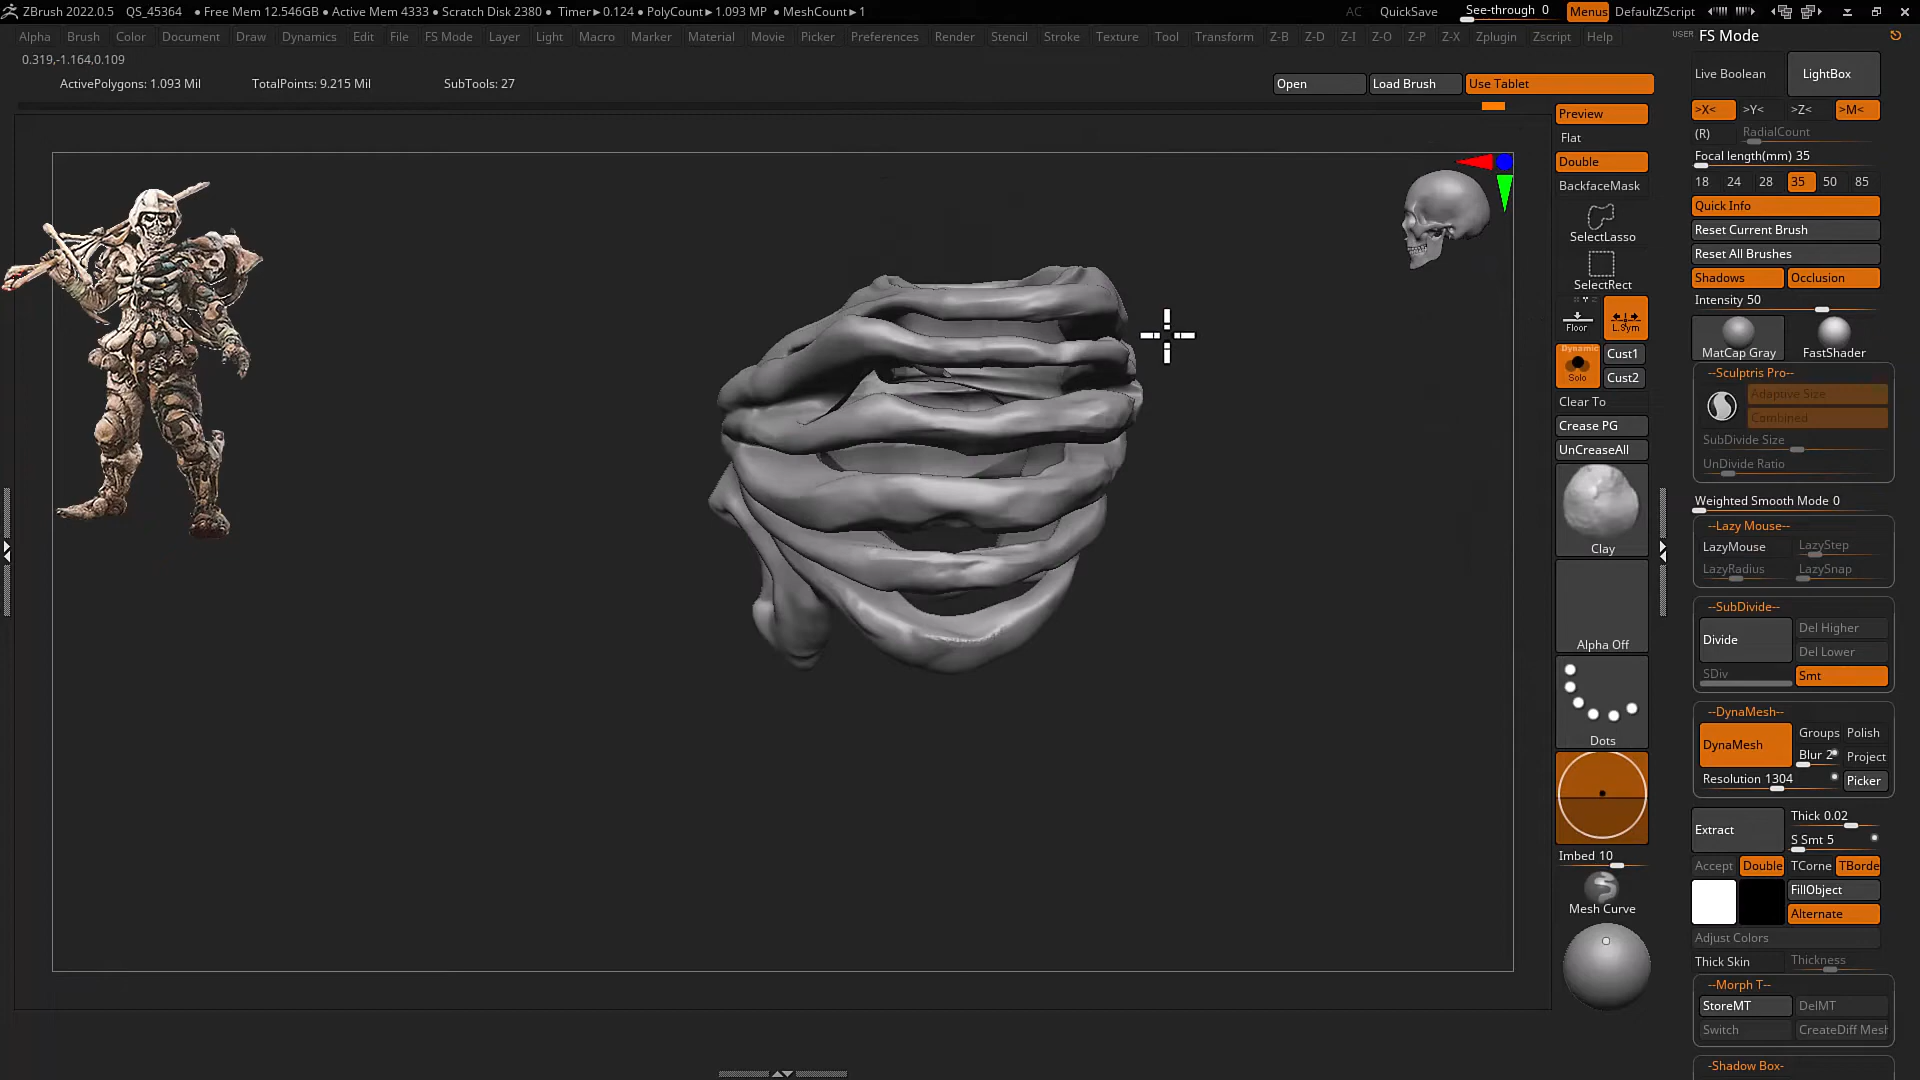 ZBrush 2022.0.5 QS_45364 • Free Mem 12.546GB • Active Mem 4333 • Scratch Disk 2380 • Timer►0.124 • PolyCount►1.093 MP • MeshCount►1 AC QuickSave See-through 0 Menus DefaultZScript
Alpha Brush Color Document Draw Dynamics Edit File FS Mode Layer Light Macro Marker Material Movie Picker Preferences Render Stencil Stroke Texture Tool Transform Z-B Z-D Z-I Z-O Z-P Z-X Zplugin Zscript Help USER FS Mode
0.319,-1.164,0.109
ActivePolygons: 1.093 Mil TotalPoints: 9.215 Mil SubTools: 27 Open Load Brush Use Tablet
Preview
Flat
Double
BackfaceMask
SelectLasso
SelectRect
Floor L.Sym
Dynamic
Solo
Cust1
Cust2
Clear To
Crease PG
UnCreaseAll
Clay
Alpha Off
Dots
Imbed 10
Mesh Curve
Live Boolean LightBox
>X< >Y< >Z< >M<
(R) RadialCount
Focal length(mm) 35
18 24 28 35 50 85
Quick Info
Reset Current Brush
Reset All Brushes
Shadows Occlusion
Intensity 50
MatCap Gray FastShader
--Sculptris Pro--
Adaptive Size
Combined
SubDivide Size
UnDivide Ratio
Weighted Smooth Mode 0
--Lazy Mouse--
LazyMouse LazyStep
LazyRadius LazySnap
--SubDivide--
Divide Del Higher
Del Lower
SDiv Smt
--DynaMesh--
DynaMesh Groups Polish
Blur 2 Project
Resolution 1304 Picker
Extract Thick 0.02
S Smt 5
Accept Double TCorne TBorde
FillObject
Alternate
Adjust Colors
Thick Skin Thickness
--Morph T--
StoreMT DelMT
Switch CreateDiff Mesh
-Shadow Box-